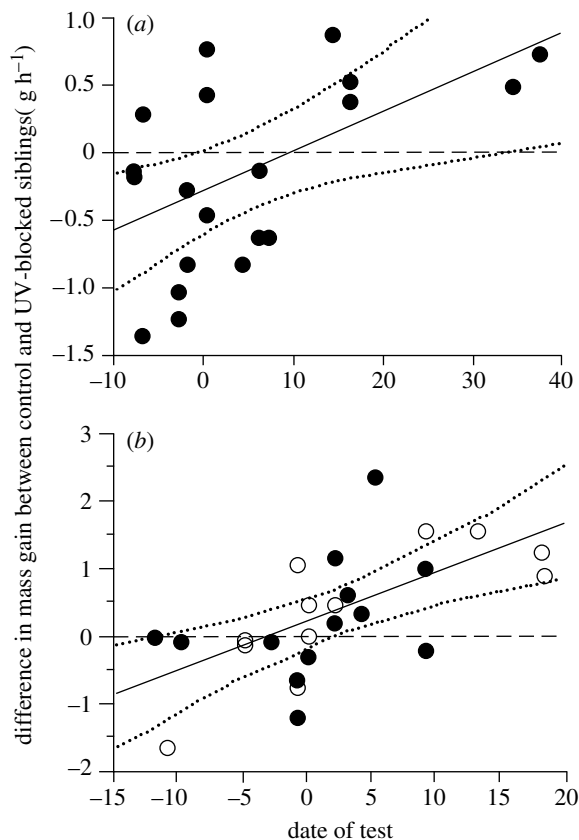 difference in mass gain between control and UV-blocked siblings( g h⁻¹)
(a)
1.0
0.5
0
−0.5
−1.0
−1.5
−10 0 10 20 30 40
(b)
3
2
1
0
−1
−2
−15 −10 −5 0 5 10 15 20
date of test